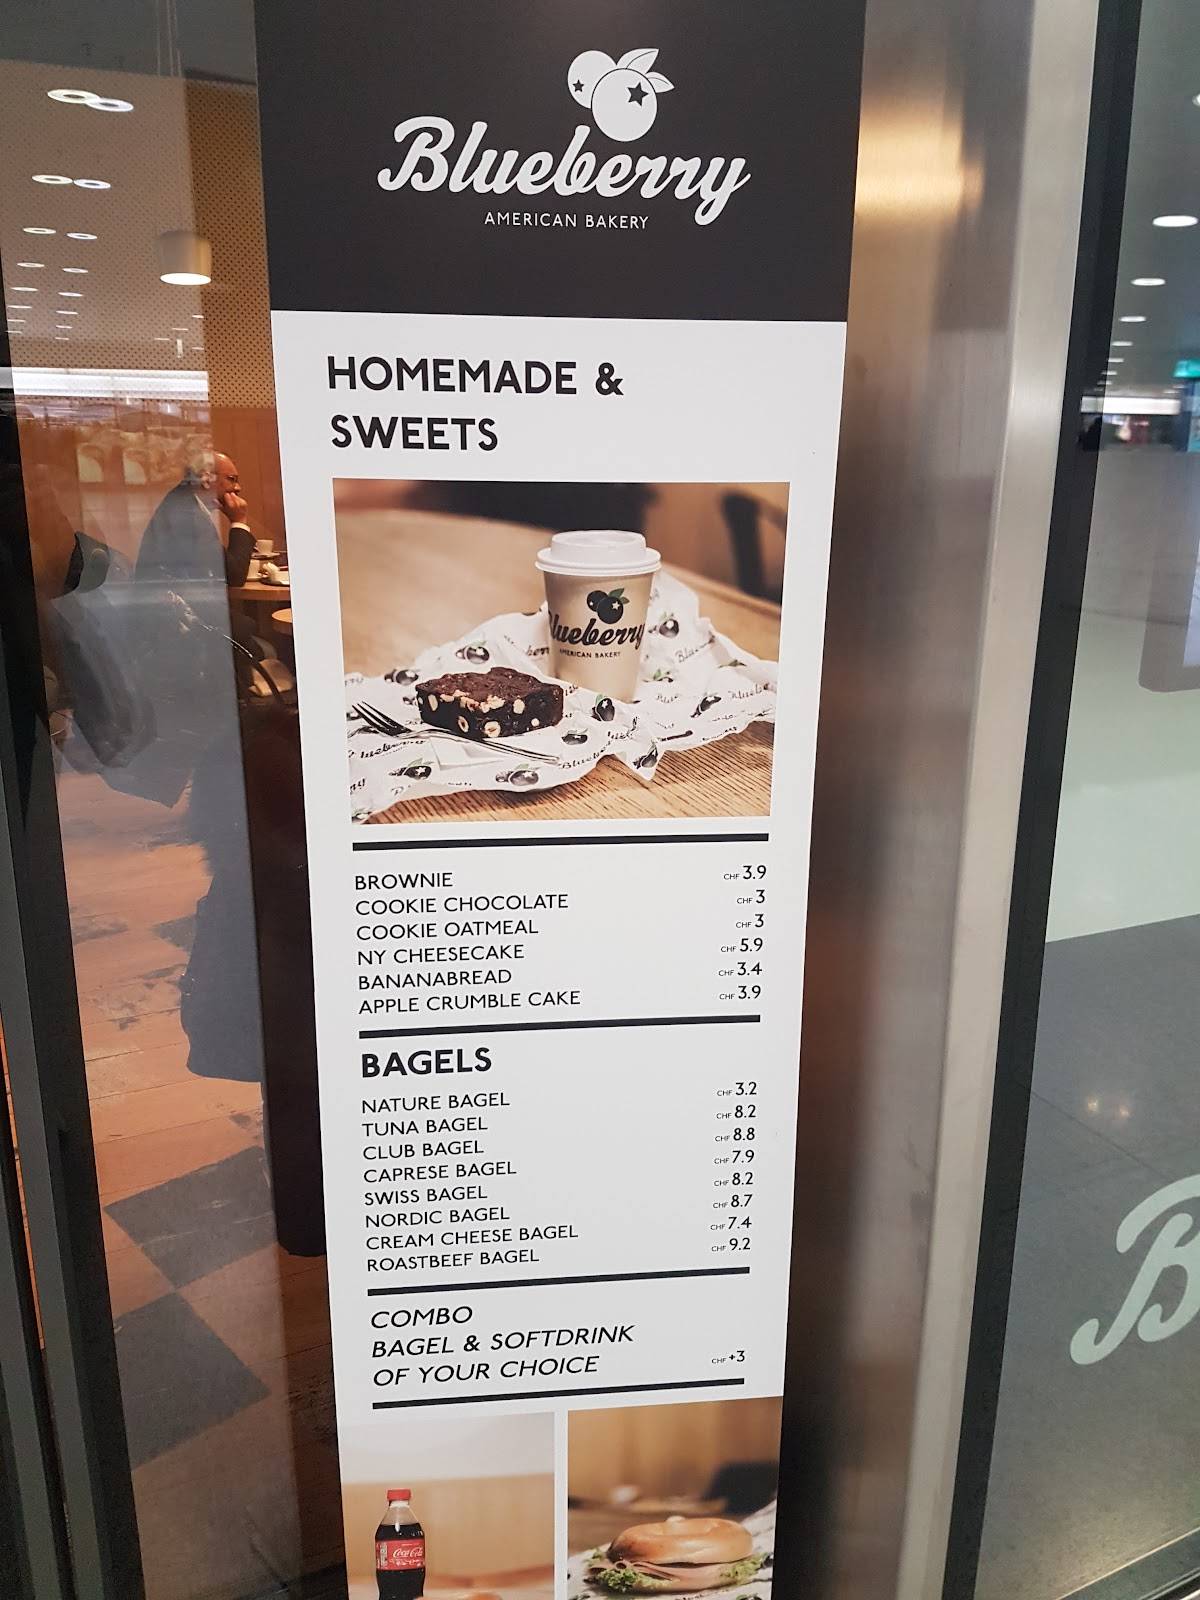 Blueberry
AMERICAN BAKERY
HOMEMADE &
SWEETS
Blueberry
AMERICAN BAKERY
BROWNIE CHF 3.9
COOKIE CHOCOLATE CHF 3
COOKIE OATMEAL CHF 3
NY CHEESECAKE CHF 5.9
BANANABREAD CHF 3.4
APPLE CRUMBLE CAKE CHF 3.9
BAGELS
NATURE BAGEL CHF 3.2
TUNA BAGEL CHF 8.2
CLUB BAGEL CHF 8.8
CAPRESE BAGEL CHF 7.9
SWISS BAGEL CHF 8.2
NORDIC BAGEL CHF 8.7
CREAM CHEESE BAGEL CHF 7.4
ROASTBEEF BAGEL CHF 9.2
COMBO
BAGEL & SOFTDRINK
OF YOUR CHOICE CHF +3
Coca-Cola
B